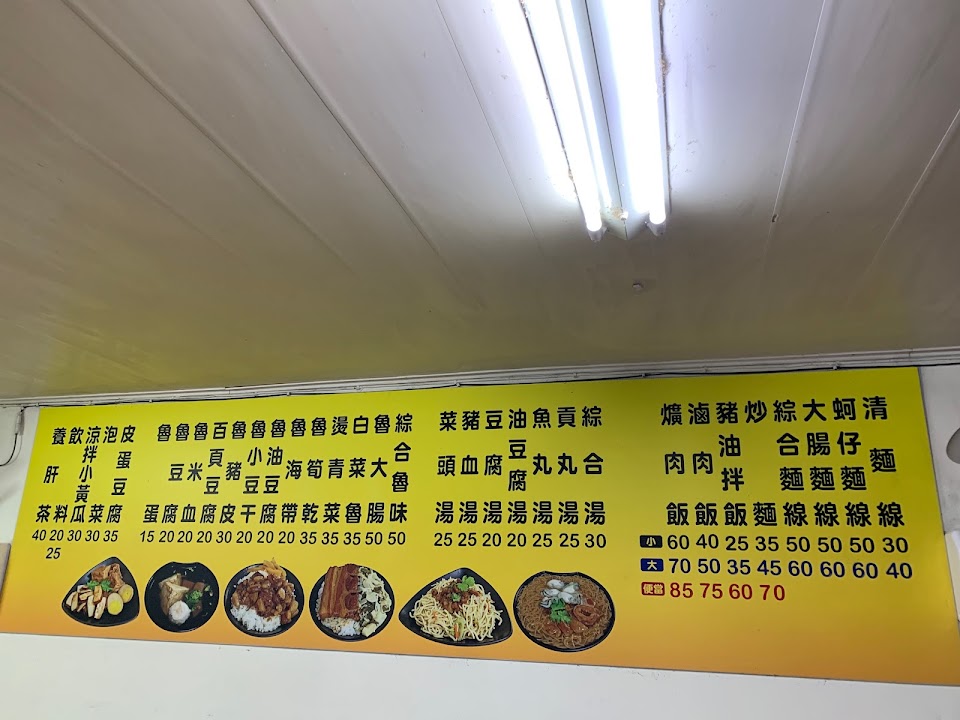 清麵線 30 40
蚵仔麵線 50 60
大腸麵線 50 60
綜合麵線 50 60
炒麵 35 45 70
豬油拌飯 25 35 60
滷肉飯 40 50 75
爌肉飯 60 70 85
小
大
便當
綜合湯 30
貢丸湯 25
魚丸湯 25
油豆腐湯 20
豆腐湯 20
豬血湯 25
菜頭湯 25
綜合魯味 50
魯大腸 50
白菜魯 35
燙青菜 35
魯筍乾 35
魯海帶 20
魯油豆腐 20
魯小豆干 20
魯豬皮 30
百頁豆腐 20
魯米血 20
魯豆腐 20
魯蛋 15
皮蛋豆腐 35
泡菜 30
涼拌小黃瓜 30
飲料 20 25
養肝茶 40